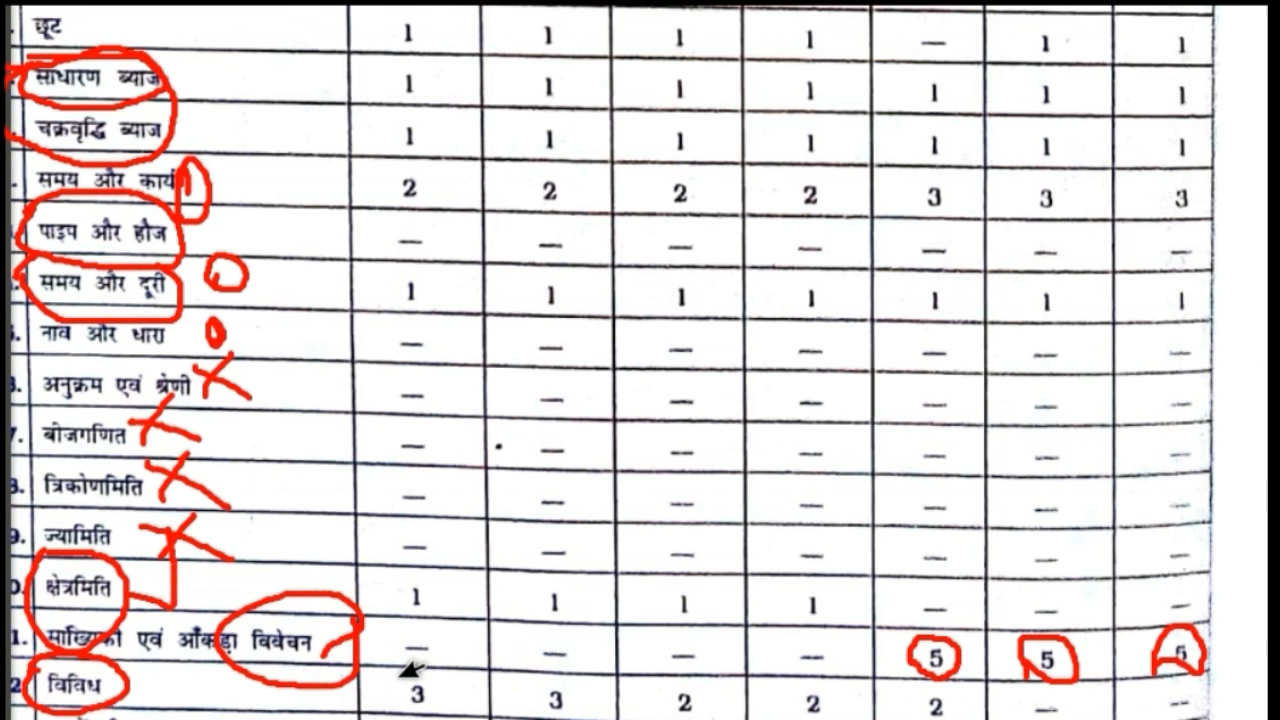 . छूट 1 1 1 1 — 1 1
साधारण ब्याज 1 1 1 1 1 1 1
. चक्रवृद्धि ब्याज 1 1 1 1 1 1 1
. समय और कार्य 2 2 2 2 3 3 3
पाइप और हौज — — — — — — —
. समय और दूरी 1 1 1 1 1 1 1
. नाव और धारा — — — — — — —
. अनुक्रम एवं श्रेणी — — — — — — —
7. बीजगणित — — — — — — —
8. त्रिकोणमिति — — — — — — —
9. ज्यामिति — — — — — — —
0. क्षेत्रमिति 1 1 1 1 — — —
1. सांख्यिकी एवं आँकड़ा विवेचन — — — — 5 5 5
2 विविध 3 3 2 2 2 — --